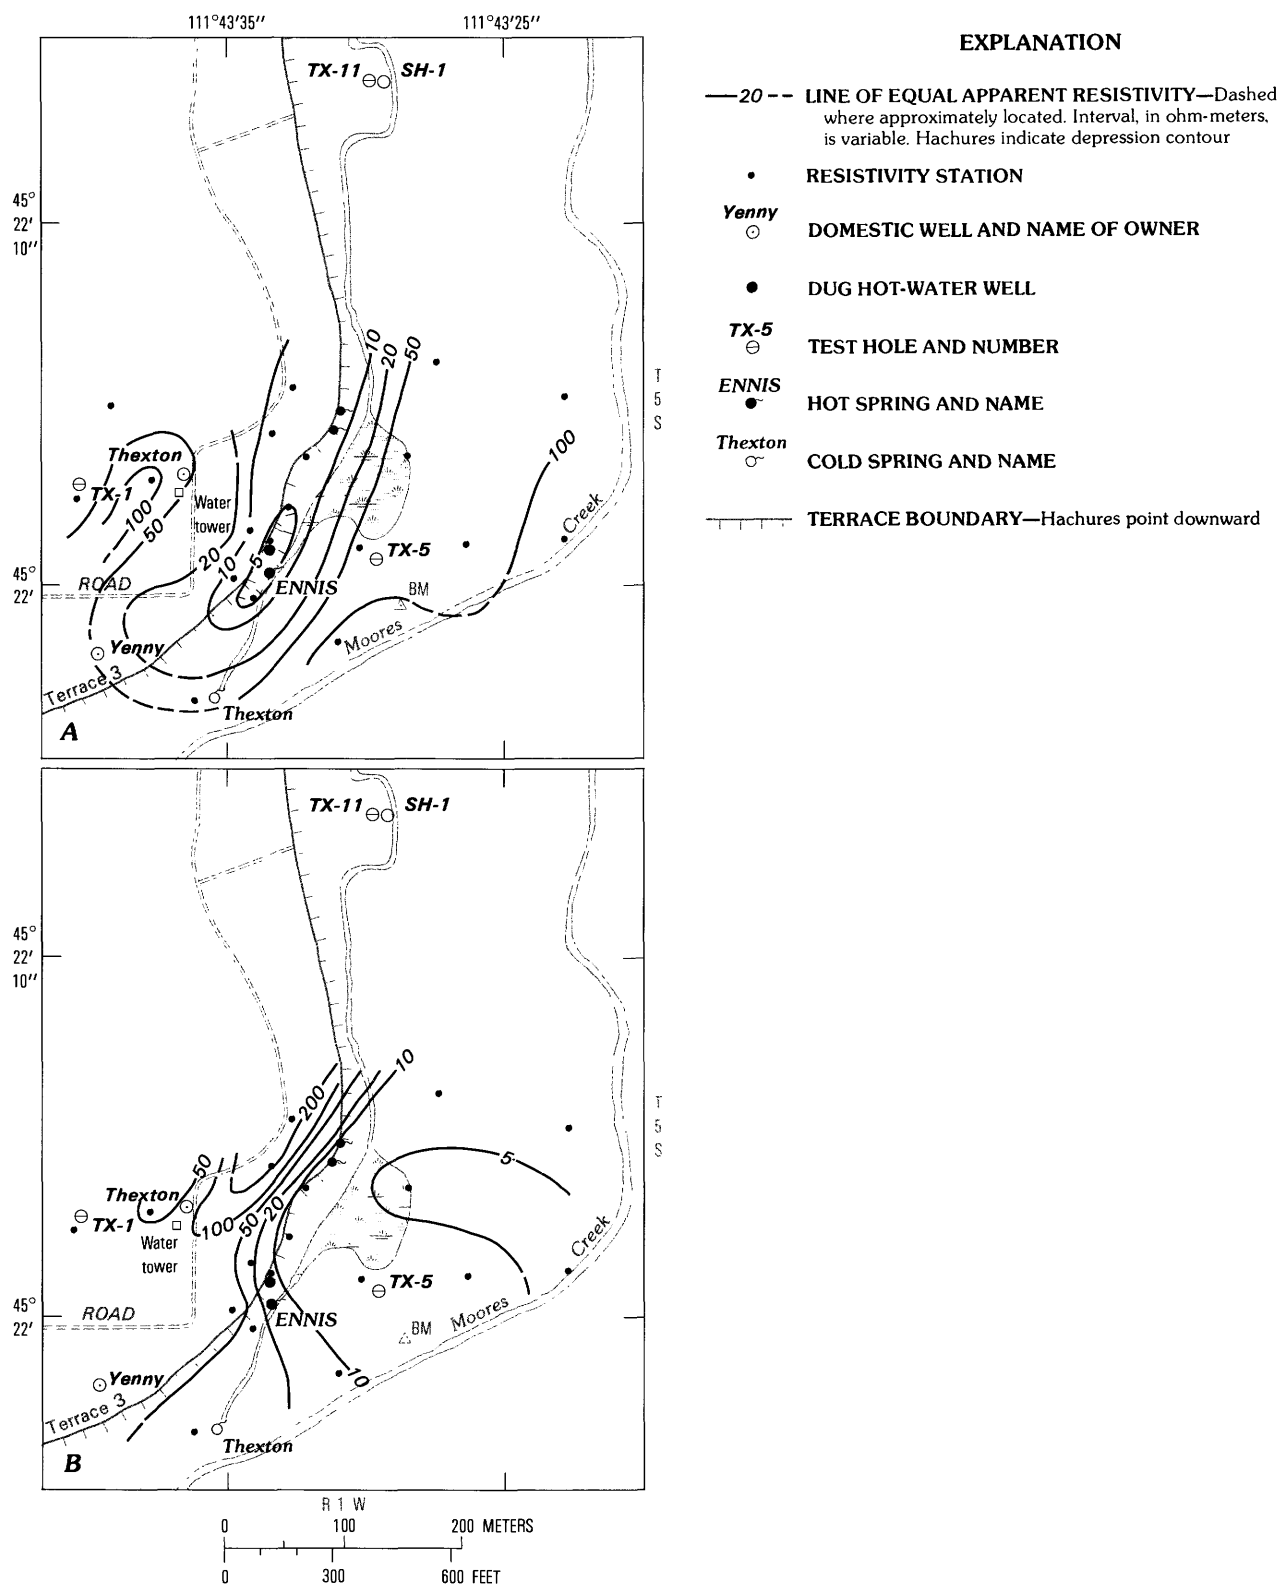 111°43′35″ 111°43′25″
EXPLANATION
—20 – – LINE OF EQUAL APPARENT RESISTIVITY—Dashed
where approximately located. Interval, in ohm-meters,
is variable. Hachures indicate depression contour
RESISTIVITY STATION
Yenny
DOMESTIC WELL AND NAME OF OWNER
DUG HOT-WATER WELL
TX-5
TEST HOLE AND NUMBER
ENNIS
HOT SPRING AND NAME
Thexton
COLD SPRING AND NAME
TERRACE BOUNDARY—Hachures point downward
TX-11 SH-1
45°
22′
10″
10
20
50
T
5
S
100
Thexton
TX-1
100
50
Water
tower
20
10
5
TX-5
Creek
45°
22′
ROAD
ENNIS
BM
Moores
Yenny
Terrace 3
Thexton
A
TX-11 SH-1
45°
22′
10″
10
200
T
5
S
50
5
Thexton
TX-1
100
50
20
Water
tower
Creek
TX-5
45°
22′
ROAD
ENNIS
BM
Moores
10
Yenny
Terrace 3
Thexton
B
R 1 W
0 100 200 METERS
0 300 600 FEET